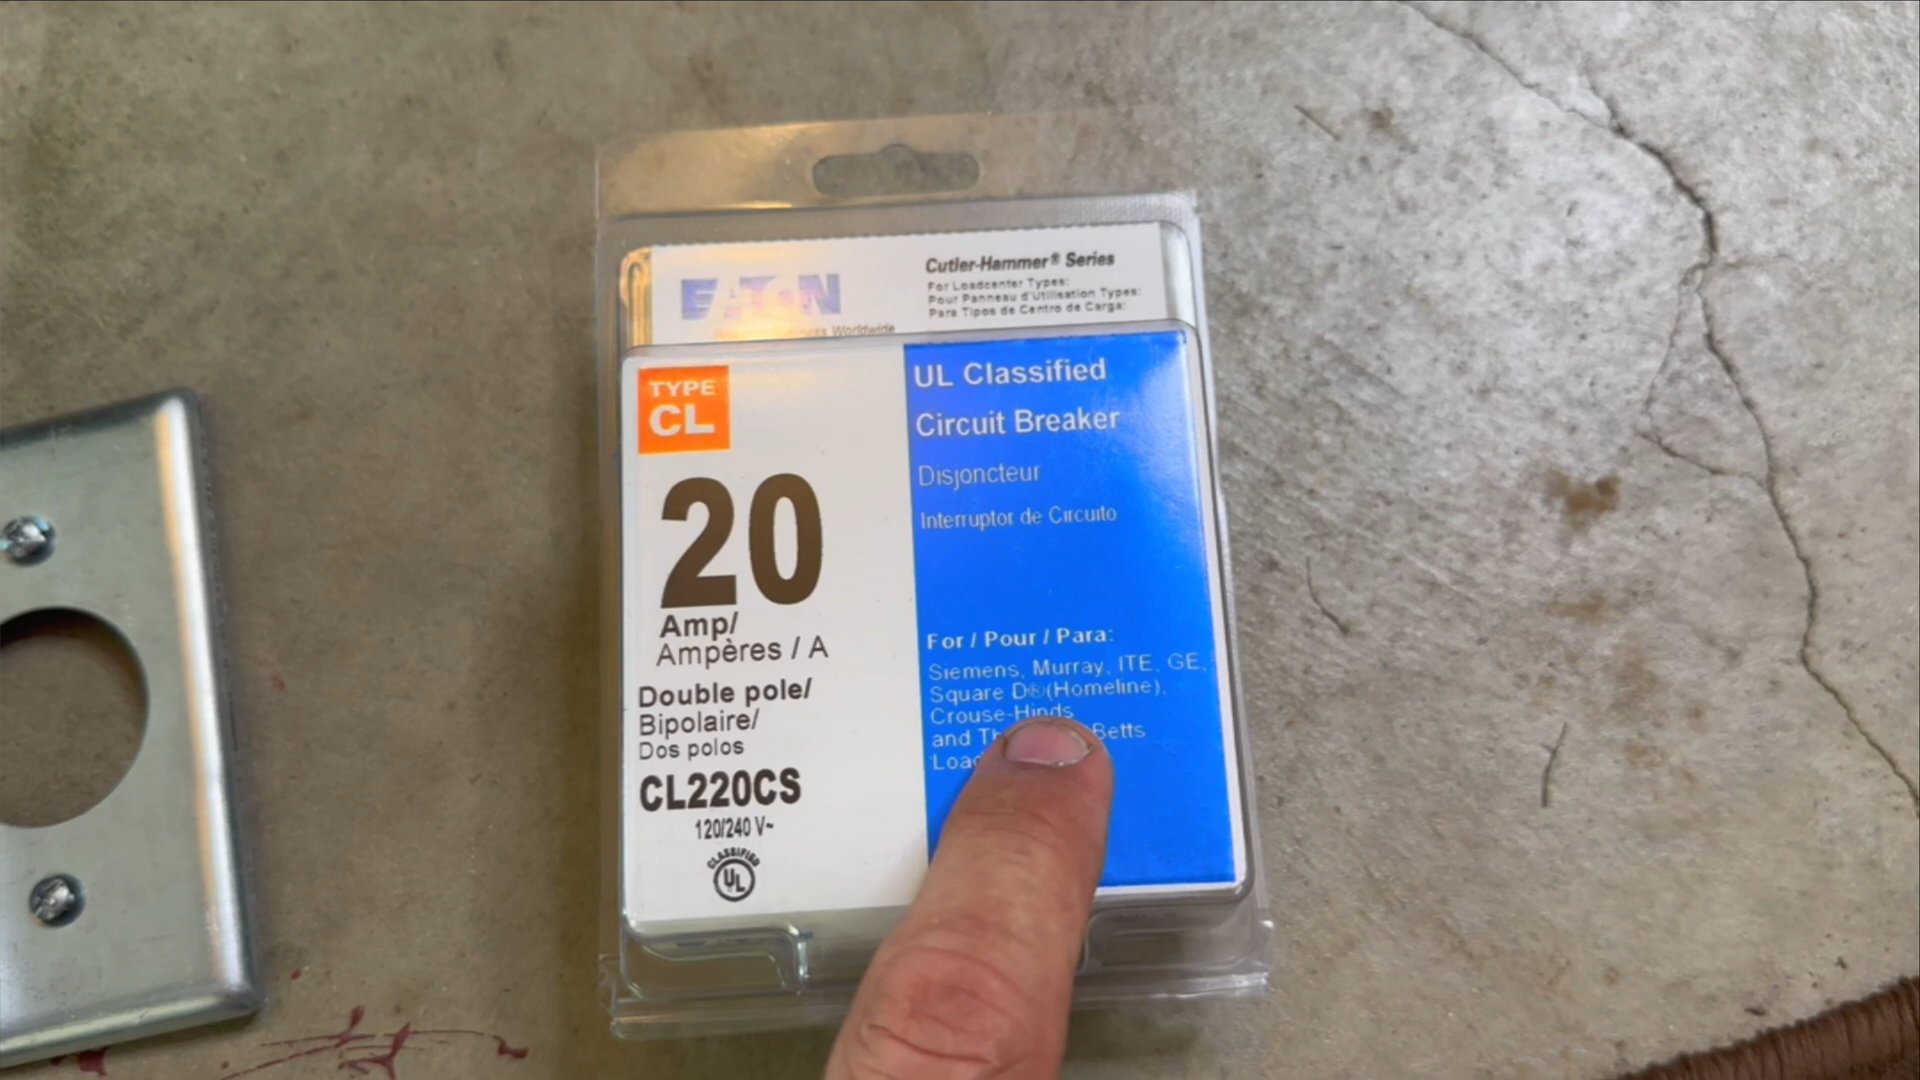 EATON
Worldwide
Cutler-Hammer® Series
For Loadcenter Types:
Pour Panneau d'Utilisation Types:
Para Tipos de Centro de Carga:
TYPE
CL
20
Amp/
Ampères / A
Double pole/
Bipolaire/
Dos polos
CL220CS
120/240 V~
CLASSIFIED
UL
UL Classified
Circuit Breaker
Disjoncteur
Interruptor de Circuito
For / Pour / Para:
Siemens, Murray, ITE, GE,
Square D®(Homeline),
Crouse-Hinds
and Betts